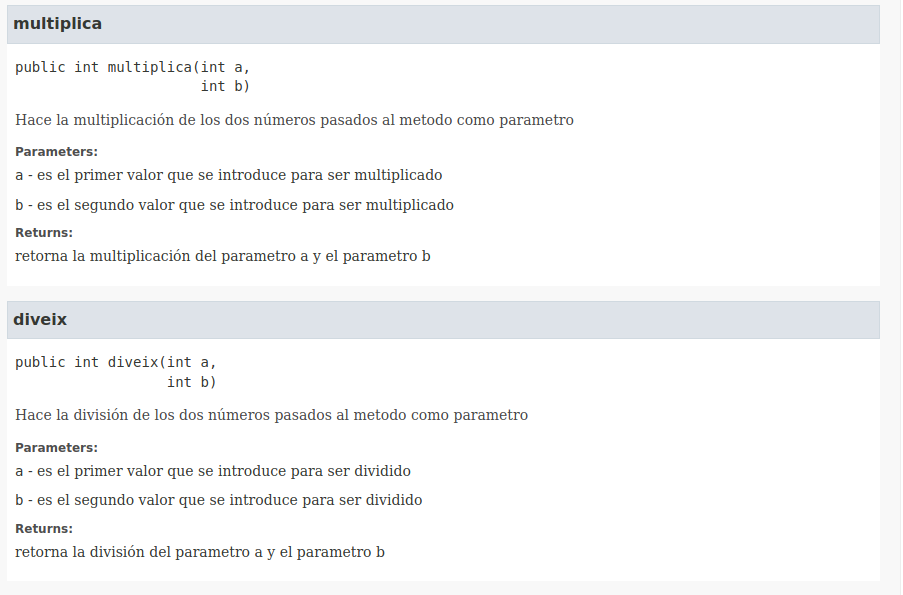 multiplica
public int multiplica(int a,
int b)
Hace la multiplicación de los dos números pasados al metodo como parametro
Parameters:
a - es el primer valor que se introduce para ser multiplicado
b - es el segundo valor que se introduce para ser multiplicado
Returns:
retorna la multiplicación del parametro a y el parametro b
diveix
public int diveix(int a,
int b)
Hace la división de los dos números pasados al metodo como parametro
Parameters:
a - es el primer valor que se introduce para ser dividido
b - es el segundo valor que se introduce para ser dividido
Returns:
retorna la división del parametro a y el parametro b